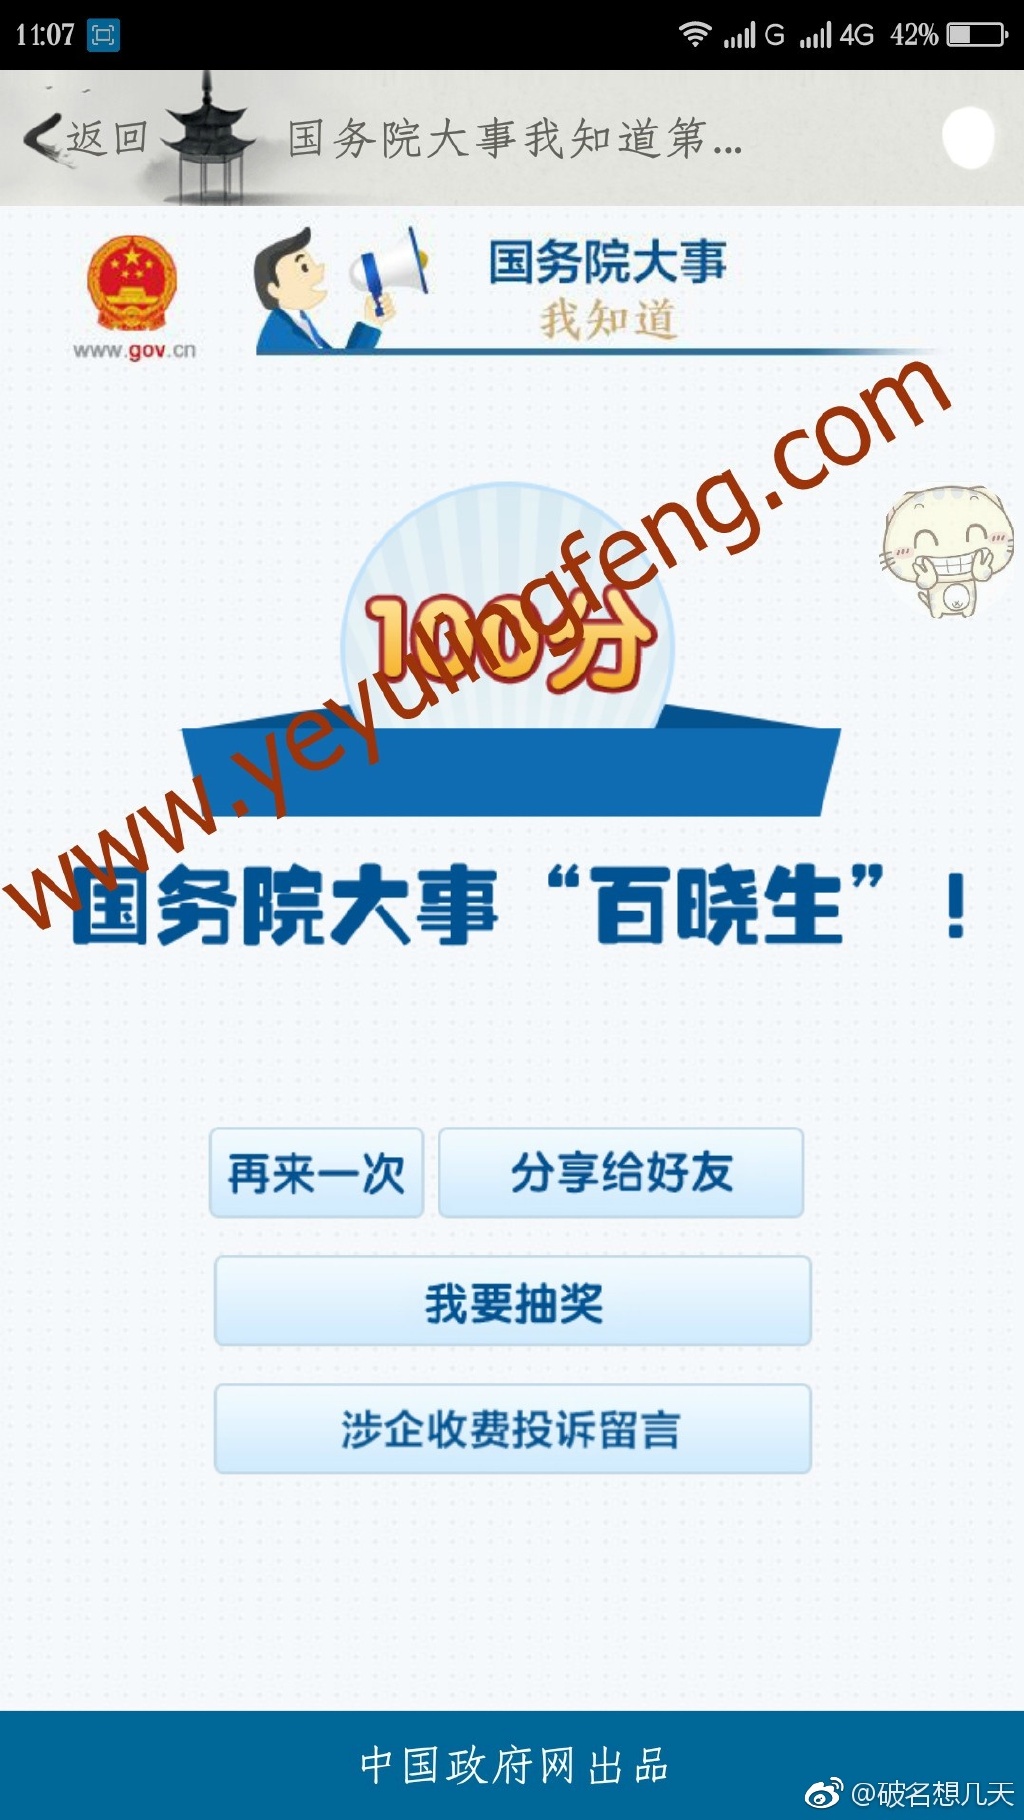 11:07
G
4G
42%
返回
国务院大事我知道第...
www.gov.cn
国务院大事
我知道
www.yeyulingfeng.com
100分
国务院大事“百晓生”！
再来一次
分享给好友
我要抽奖
涉企收费投诉留言
中国政府网出品
@破名想几天